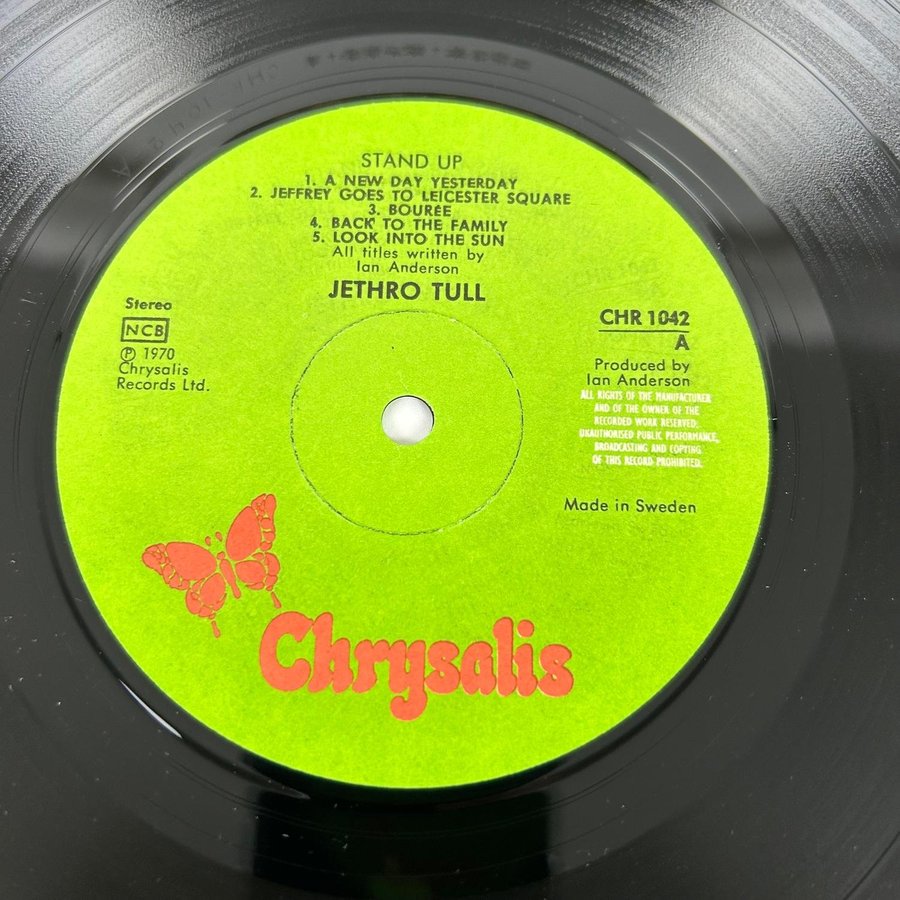 STAND UP
1. A NEW DAY YESTERDAY
2. JEFFREY GOES TO LEICESTER SQUARE
3. BOURÉE
4. BACK TO THE FAMILY
5. LOOK INTO THE SUN
All titles written by
Ian Anderson
JETHRO TULL
Stereo
NCB
Ⓟ 1970
Chrysalis
Records Ltd.
CHR 1042
A
Produced by
Ian Anderson
ALL RIGHTS OF THE MANUFACTURER
AND OF THE OWNER OF THE
RECORDED WORK RESERVED.
UNAUTHORISED PUBLIC PERFORMANCE,
BROADCASTING AND COPYING
OF THIS RECORD PROHIBITED.
Made in Sweden
Chrysalis